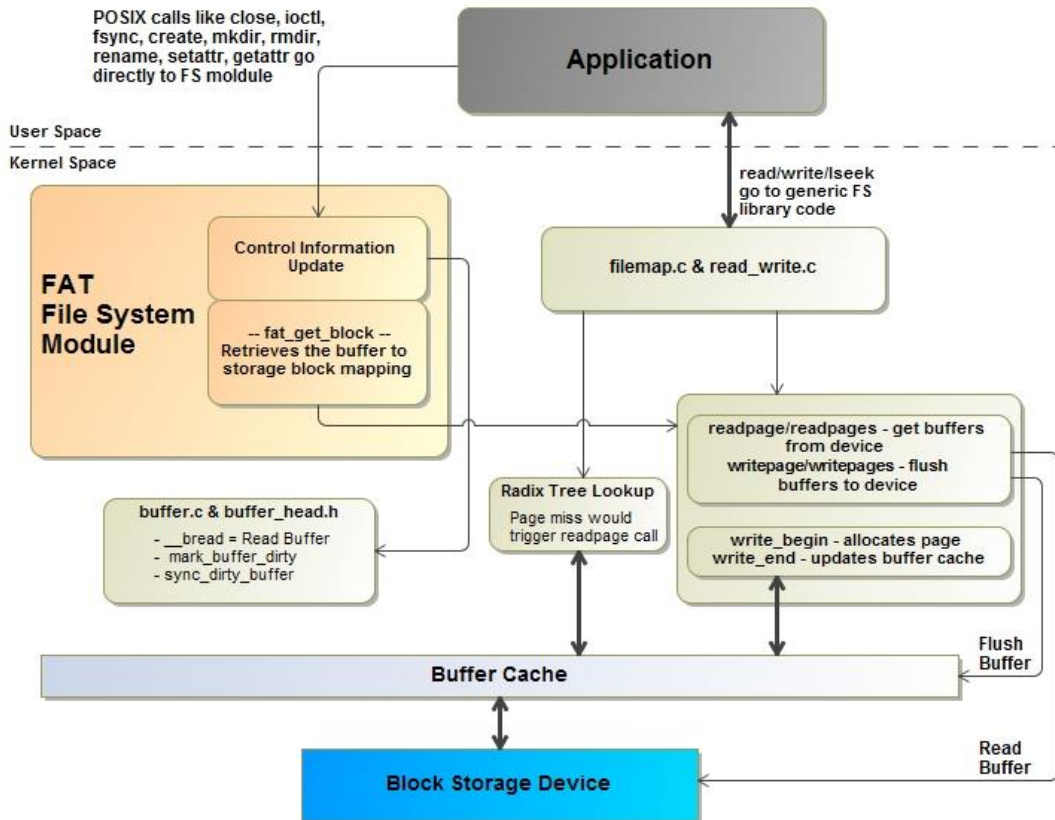 POSIX calls like close, ioctl,
fsync, create, mkdir, rmdir,
rename, setattr, getattr go
directly to FS moldule
Application
User Space
Kernel Space
read/write/lseek
go to generic FS
library code
FAT
File System
Module
Control Information
Update
-- fat_get_block --
Retrieves the buffer to
storage block mapping
filemap.c & read_write.c
readpage/readpages - get buffers
from device
writepage/writepages - flush
buffers to device
write_begin - allocates page
write_end - updates buffer cache
Radix Tree Lookup
Page miss would
trigger readpage call
buffer.c & buffer_head.h
- __bread = Read Buffer
- mark_buffer_dirty
- sync_dirty_buffer
Flush
Buffer
Buffer Cache
Read
Buffer
Block Storage Device